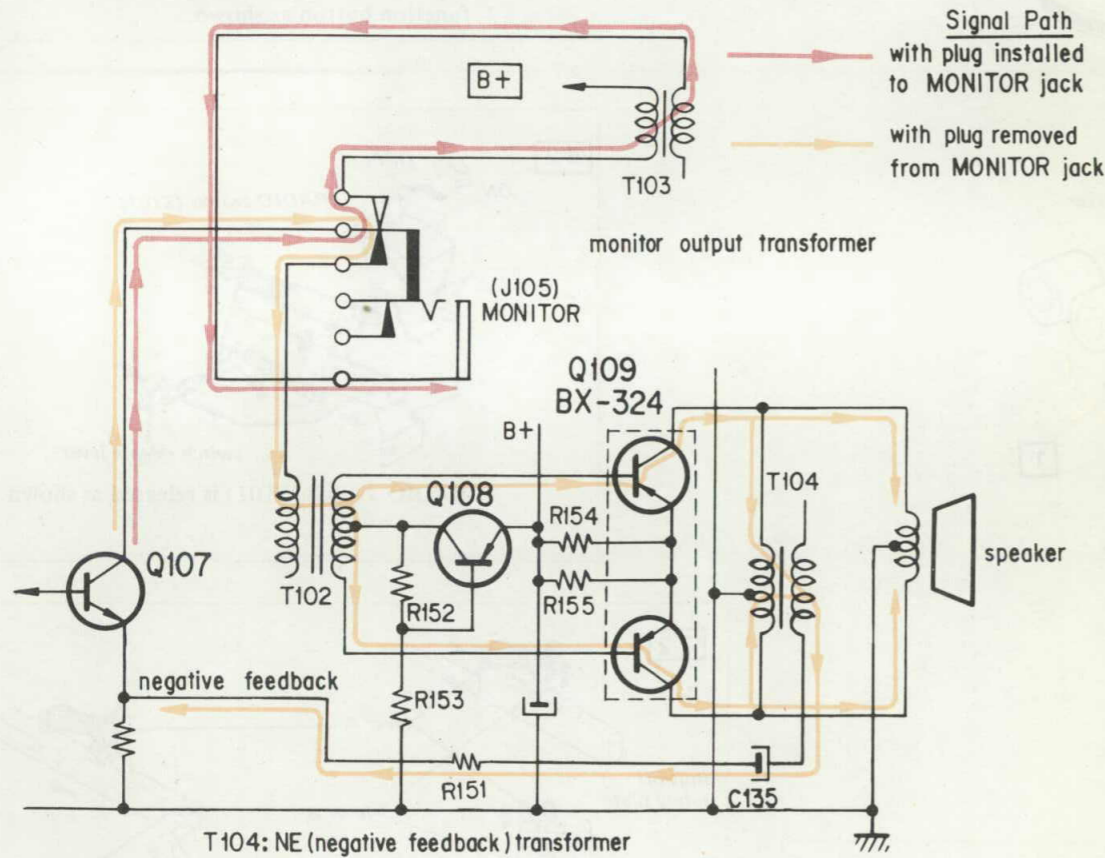 Signal Path
with plug installed
to MONITOR jack
with plug removed
from MONITOR jack
B+
T103
monitor output transformer
(J105)
MONITOR
Q109
BX-324
B+
Q108
T104
R154
speaker
Q107
R155
T102
R152
negative feedback
R153
R151
C135
T104: NE (negative feedback) transformer